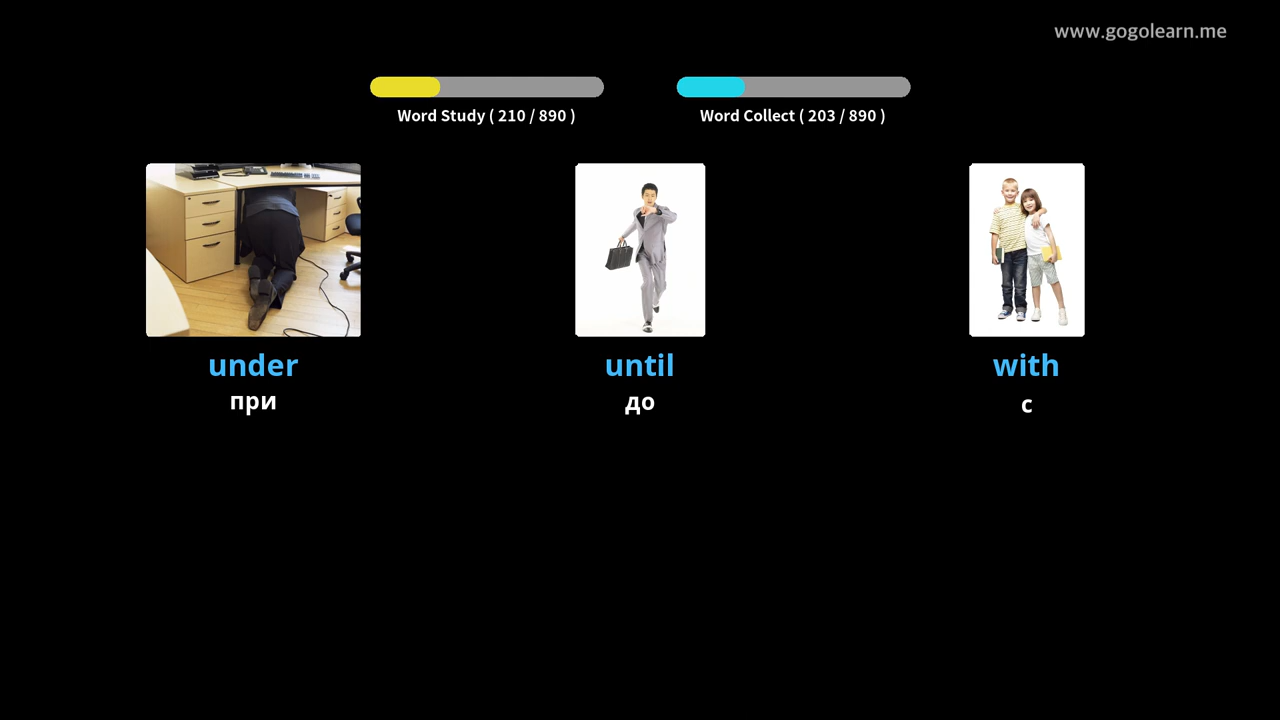 www.gogolearn.me
Word Study ( 210 / 890 )
Word Collect ( 203 / 890 )
under
until
with
при
до
с